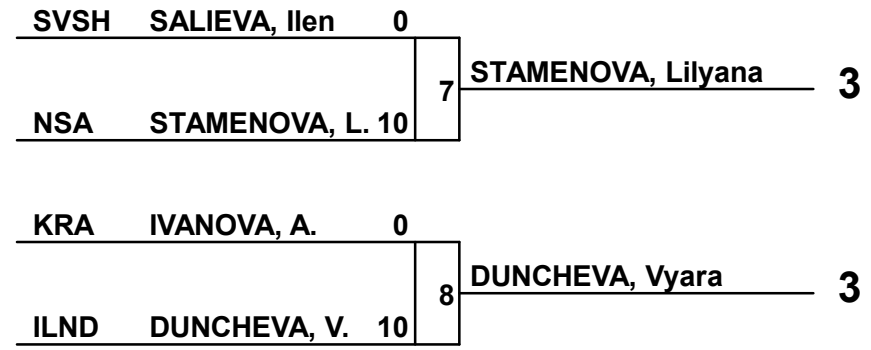 SVSH SALIEVA, Ilen 0
7 STAMENOVA, Lilyana 3
NSA STAMENOVA, L. 10
KRA IVANOVA, A. 0
8 DUNCHEVA, Vyara 3
ILND DUNCHEVA, V. 10